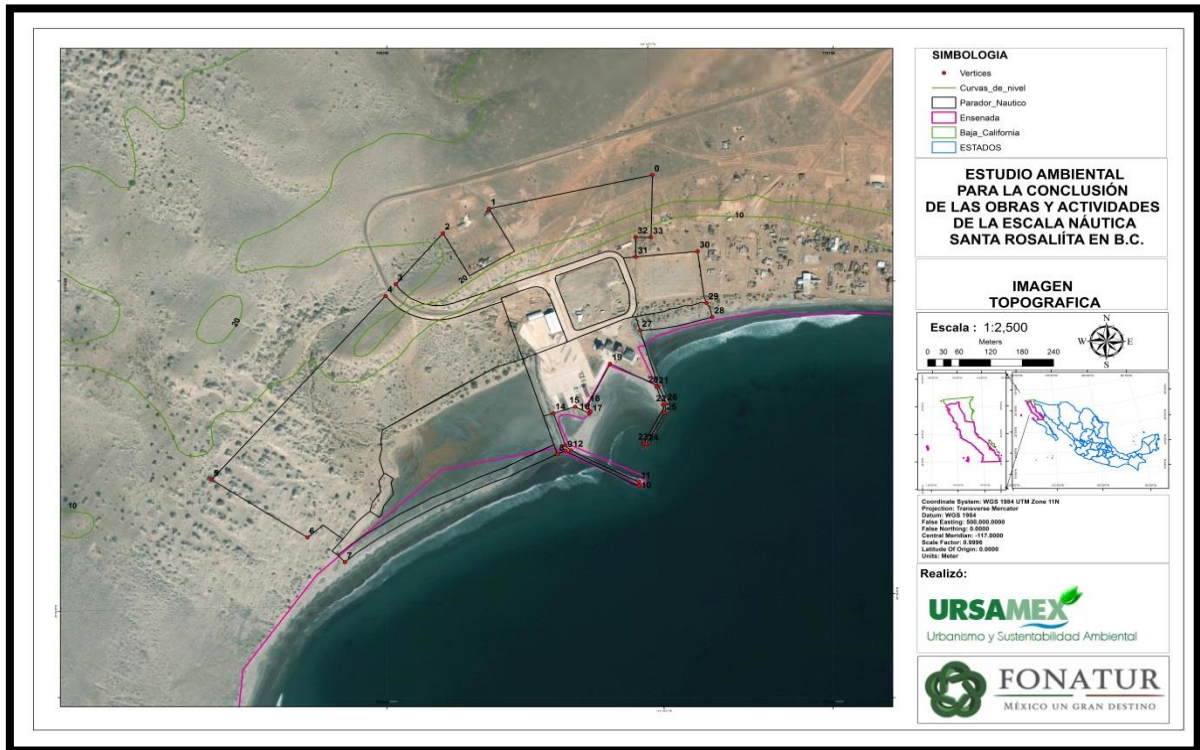 SIMBOLOGIA
Vertices
Curvas_de_nivel
Parador_Nautico
Ensenada
Baja_California
ESTADOS
ESTUDIO AMBIENTAL
PARA LA CONCLUSIÓN
DE LAS OBRAS Y ACTIVIDADES
DE LA ESCALA NÁUTICA
SANTA ROSALIÍTA EN B.C.
IMAGEN
TOPOGRAFICA
Escala : 1:2,500
Meters
0 30 60 120 180 240
N
W E
S
Coordinate System: WGS 1984 UTM Zone 11N
Projection: Transverse Mercator
Datum: WGS 1984
False Easting: 500,000.0000
False Northing: 0.0000
Central Meridian: -117.0000
Scale Factor: 0.9996
Latitude Of Origin: 0.0000
Units: Meter
Realizó:
URSAMEX
Urbanismo y Sustentabilidad Ambiental
FONATUR
MÉXICO UN GRAN DESTINO
0
1
2
10
32 33
31
30
20
3
4
29
28
20
27
19
20 21
15
18
14
17
26
25
9 12
8
11
10
5
10
6
7